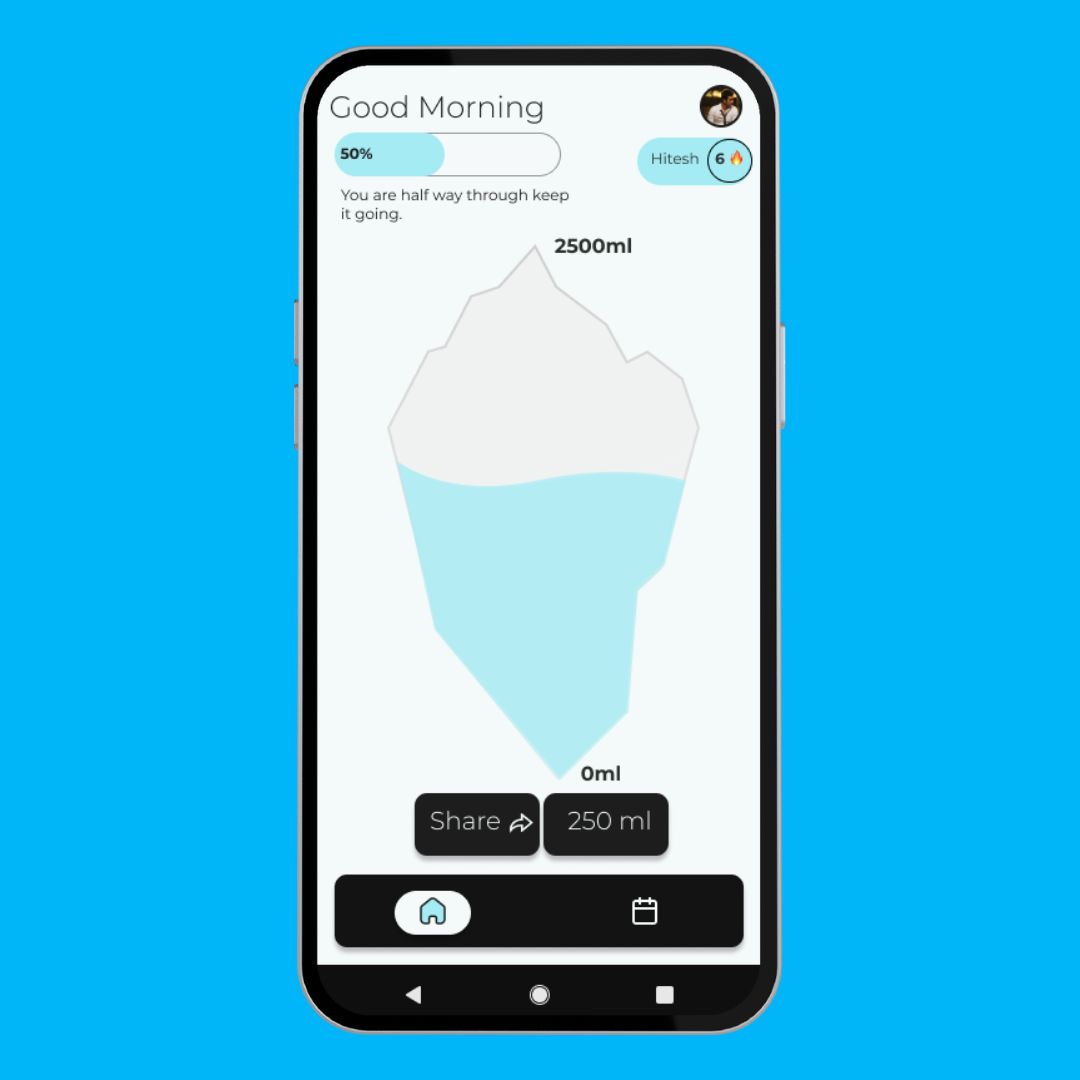 Good Morning
50%
Hitesh 6 🔥
You are half way through keep
it going.
2500ml
0ml
Share
250 ml